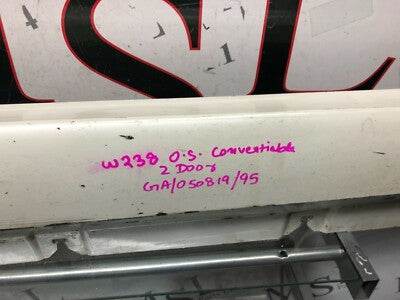 W238 O.S. Convertiable
2 Door
GA/050819/95